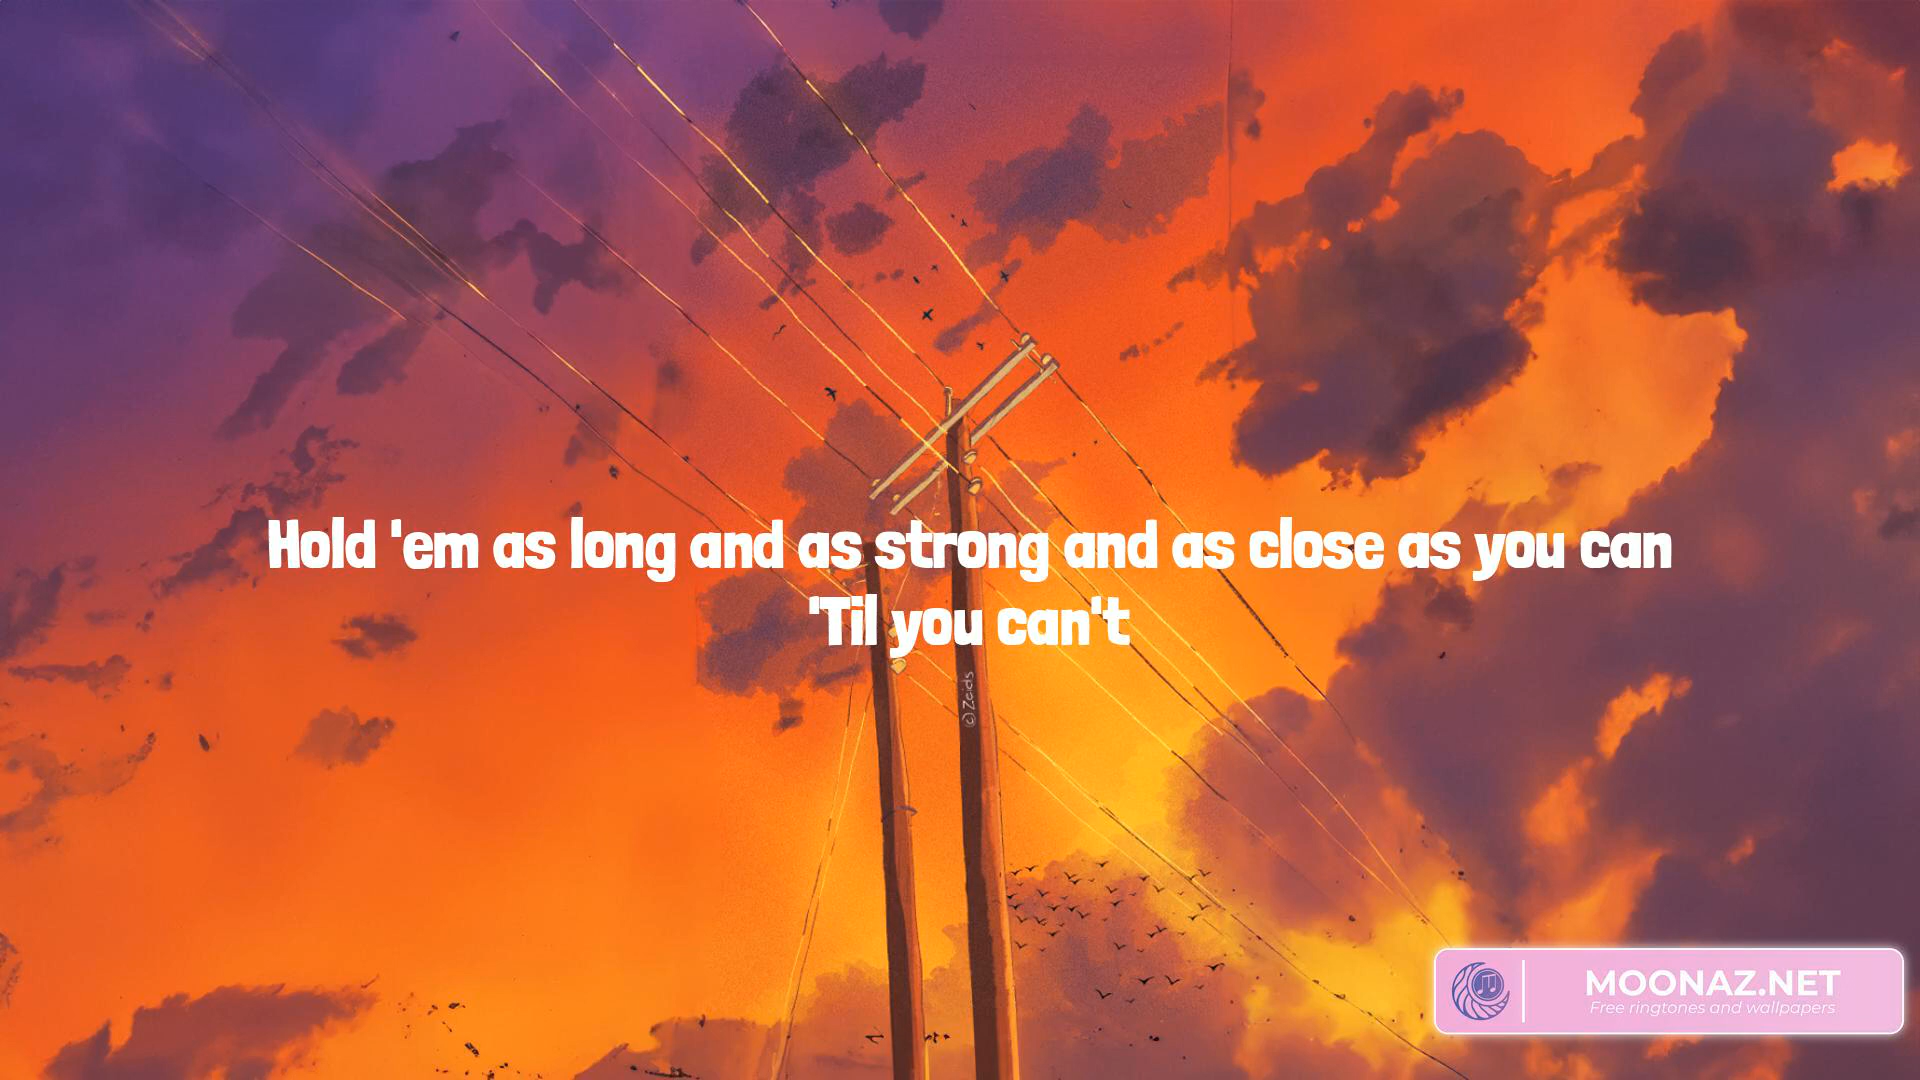 Hold 'em as long and as strong and as close as you can
'Til you can't
(c) Zeids
MOONAZ.NET
Free ringtones and wallpapers